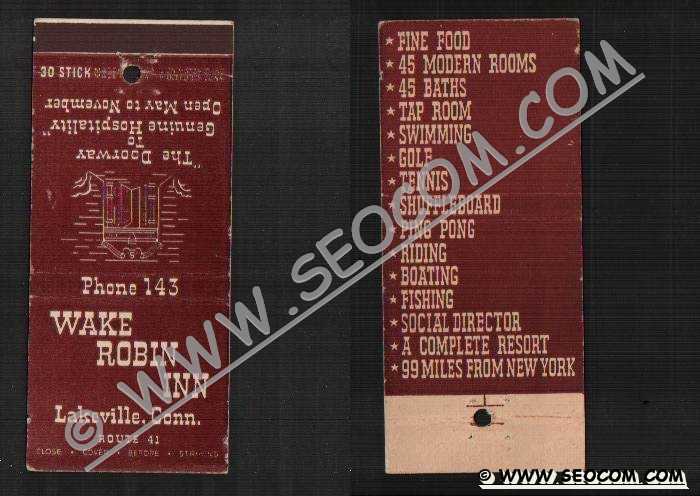 30 STICK
"The Doorway
To
Genuine Hospitality"
Open May to November
Phone 143
WAKE
ROBIN
INN
Lakeville, Conn.
ROUTE 41
CLOSE • COVER • BEFORE • STRIKING
★ FINE FOOD
★ 45 MODERN ROOMS
★ 45 BATHS
★ TAP ROOM
★ SWIMMING
★ GOLF
★ TENNIS
★ SHUFFLEBOARD
★ PING PONG
★ RIDING
★ BOATING
★ FISHING
★ SOCIAL DIRECTOR
★ A COMPLETE RESORT
★ 99 MILES FROM NEW YORK
© WWW.SEOCOM.COM
© WWW.SEOCOM.COM